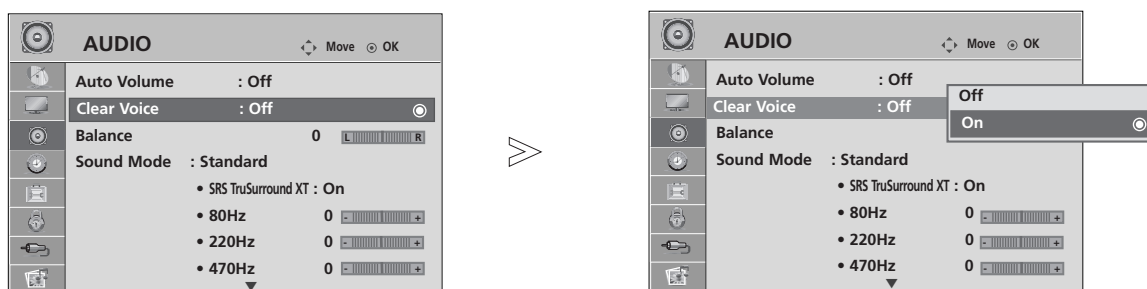 AUDIO
Move OK
Auto Volume : Off
Clear Voice : Off
Balance 0 L R
Sound Mode : Standard
• SRS TruSurround XT : On
• 80Hz 0 - +
• 220Hz 0 - +
• 470Hz 0 - +
AUDIO
Move OK
Auto Volume : Off
Clear Voice : Off
Off
On
Balance
Sound Mode : Standard
• SRS TruSurround XT : On
• 80Hz 0 - +
• 220Hz 0 - +
• 470Hz 0 - +